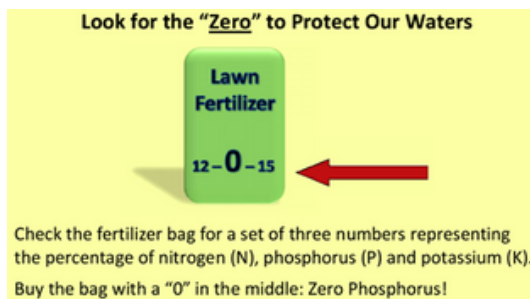 Look for the “Zero” to Protect Our Waters
Lawn
Fertilizer
12–0–15
Check the fertilizer bag for a set of three numbers representing
the percentage of nitrogen (N), phosphorus (P) and potassium (K).
Buy the bag with a “0” in the middle: Zero Phosphorus!